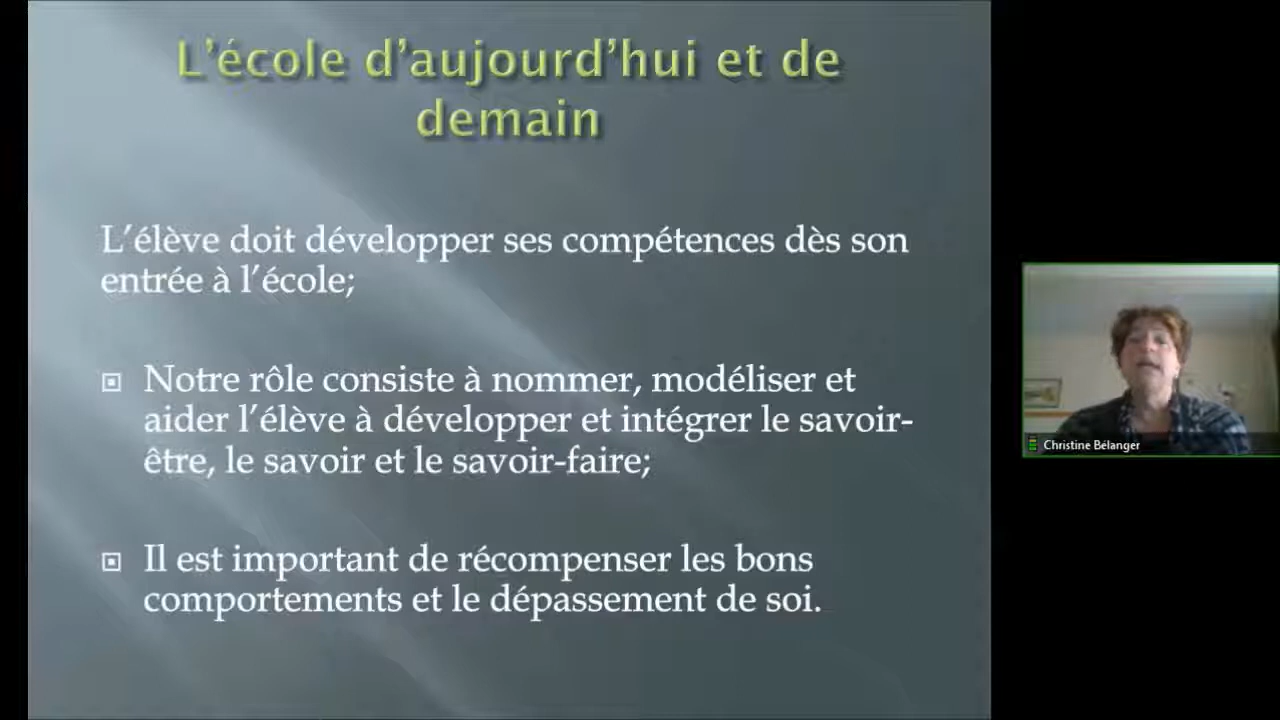 L’école d’aujourd’hui et de
demain
L’élève doit développer ses compétences dès son
entrée à l’école;
Notre rôle consiste à nommer, modéliser et
aider l’élève à développer et intégrer le savoir-
être, le savoir et le savoir-faire;
Il est important de récompenser les bons
comportements et le dépassement de soi.
Christine Bélanger